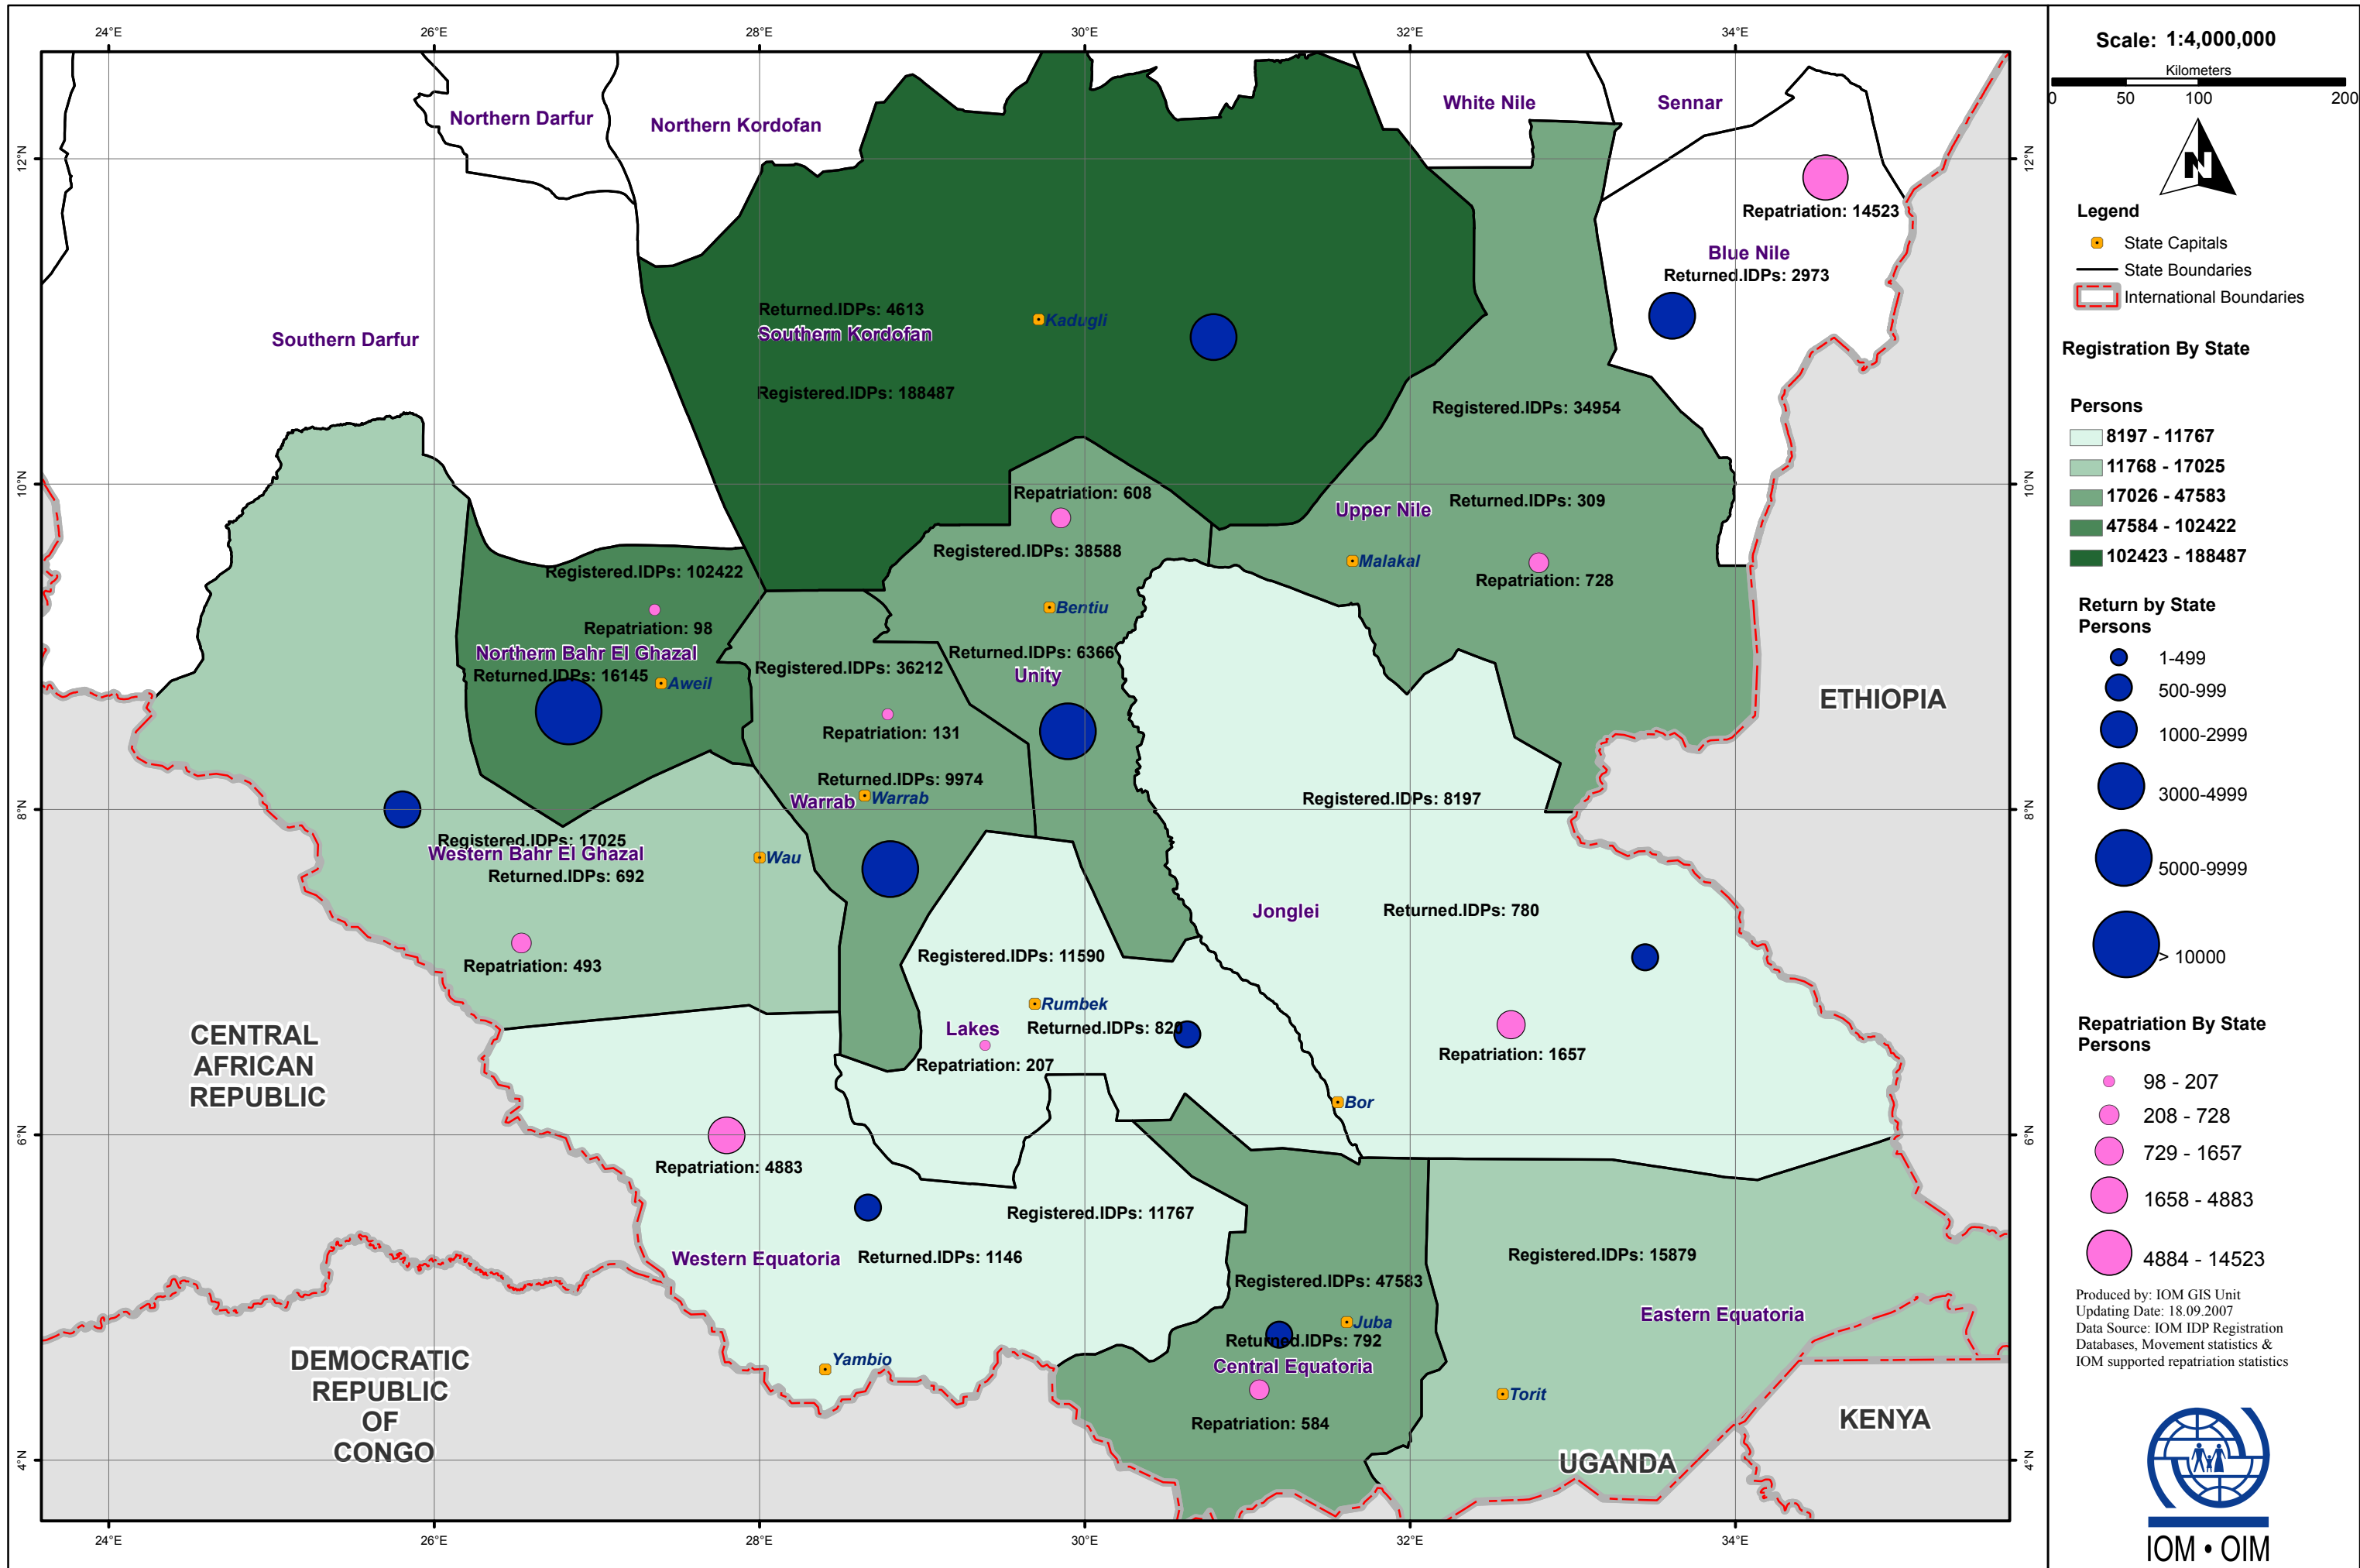 24°E
26°E
28°E
30°E
32°E
34°E
12°N
12°N
10°N
10°N
8°N
8°N
6°N
6°N
4°N
4°N
24°E
26°E
28°E
30°E
32°E
34°E
Northern Darfur
Northern Kordofan
White Nile
Sennar
Repatriation: 14523
Blue Nile
Returned.IDPs: 2973
Southern Darfur
Returned.IDPs: 4613
Southern Kordofan
Kadugli
Registered.IDPs: 188487
Registered.IDPs: 34954
Returned.IDPs: 309
Upper Nile
Malakal
Repatriation: 728
Repatriation: 608
Registered.IDPs: 38588
Bentiu
Returned.IDPs: 6366
Unity
Registered.IDPs: 102422
Repatriation: 98
Northern Bahr El Ghazal
Returned.IDPs: 16145
Aweil
Registered.IDPs: 36212
Repatriation: 131
Returned.IDPs: 9974
Warrab
Warrab
Registered.IDPs: 17025
Western Bahr El Ghazal
Returned.IDPs: 692
Wau
Repatriation: 493
Registered.IDPs: 8197
Jonglei
Returned.IDPs: 780
Repatriation: 1657
Bor
Registered.IDPs: 11590
Rumbek
Lakes
Returned.IDPs: 820
Repatriation: 207
Repatriation: 4883
Registered.IDPs: 11767
Western Equatoria
Returned.IDPs: 1146
Yambio
Registered.IDPs: 47583
Juba
Returned.IDPs: 792
Central Equatoria
Repatriation: 584
Registered.IDPs: 15879
Eastern Equatoria
Torit
ETHIOPIA
CENTRAL
AFRICAN
REPUBLIC
DEMOCRATIC
REPUBLIC
OF
CONGO
UGANDA
KENYA
Scale: 1:4,000,000
Kilometers
0 50 100 200
N
Legend
State Capitals
State Boundaries
International Boundaries
Registration By State
Persons
8197 - 11767
11768 - 17025
17026 - 47583
47584 - 102422
102423 - 188487
Return by State
Persons
1-499
500-999
1000-2999
3000-4999
5000-9999
> 10000
Repatriation By State
Persons
98 - 207
208 - 728
729 - 1657
1658 - 4883
4884 - 14523
Produced by: IOM GIS Unit
Updating Date: 18.09.2007
Data Source: IOM IDP Registration
Databases, Movement statistics &
IOM supported repatriation statistics
IOM • OIM